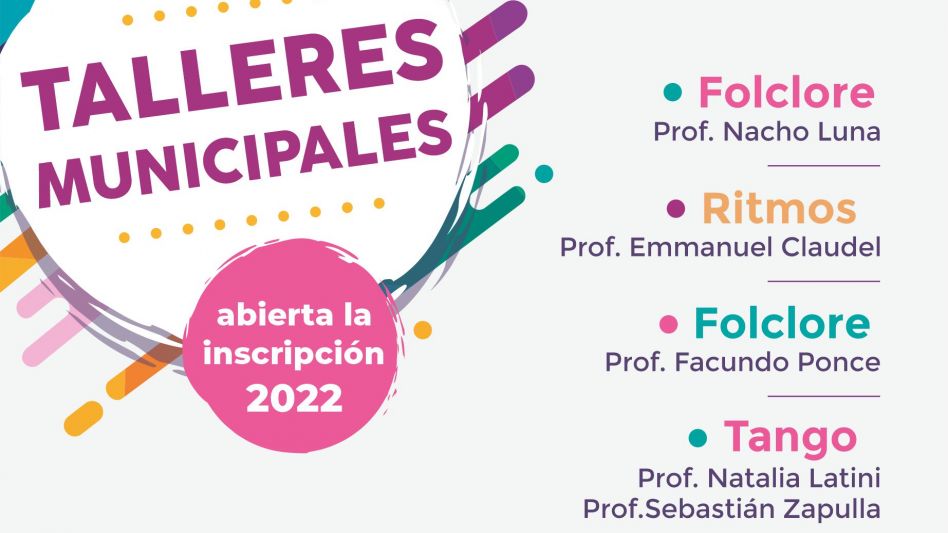 TALLERES
MUNICIPALES
abierta la
inscripción
2022
Folclore
Prof. Nacho Luna
Ritmos
Prof. Emmanuel Claudel
Folclore
Prof. Facundo Ponce
Tango
Prof. Natalia Latini
Prof.Sebastián Zapulla